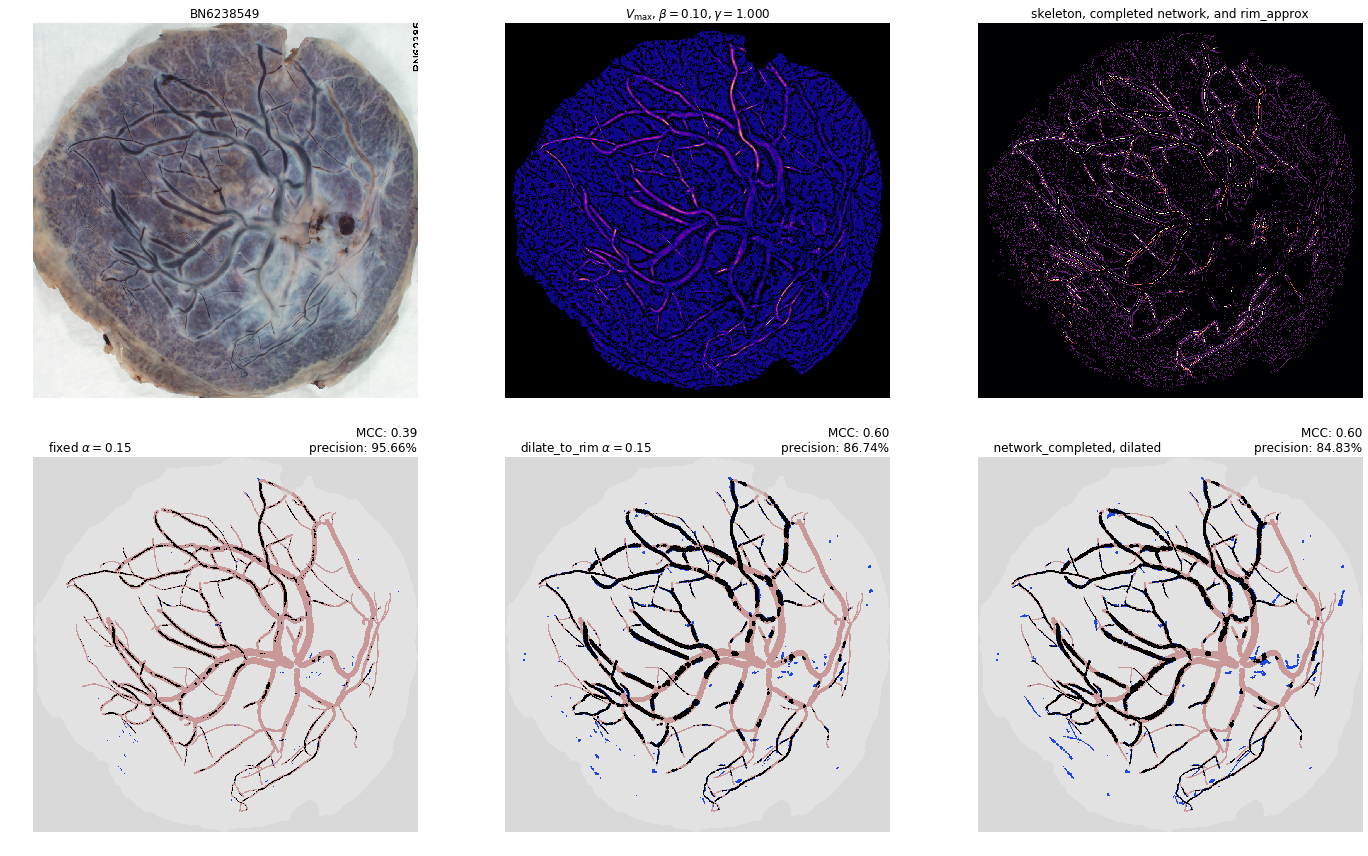 BN6238549
V_max, β = 0.10, γ = 1.000
skeleton, completed network, and rim_approx
MCC: 0.39
fixed α = 0.15 precision: 95.66%
MCC: 0.60
dilate_to_rim α = 0.15 precision: 86.74%
MCC: 0.60
network_completed, dilated precision: 84.83%